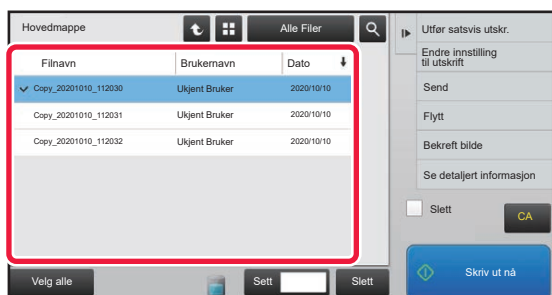 Hovedmappe
Alle Filer
Filnavn Brukernavn Dato
Copy_20201010_112030 Ukjent Bruker 2020/10/10
Copy_20201010_112031 Ukjent Bruker 2020/10/10
Copy_20201010_112032 Ukjent Bruker 2020/10/10
Velg alle
Sett
Slett
Utfør satsvis utskr.
Endre innstilling
til utskrift
Send
Flytt
Bekreft bilde
Se detaljert informasjon
Slett
CA
Skriv ut nå